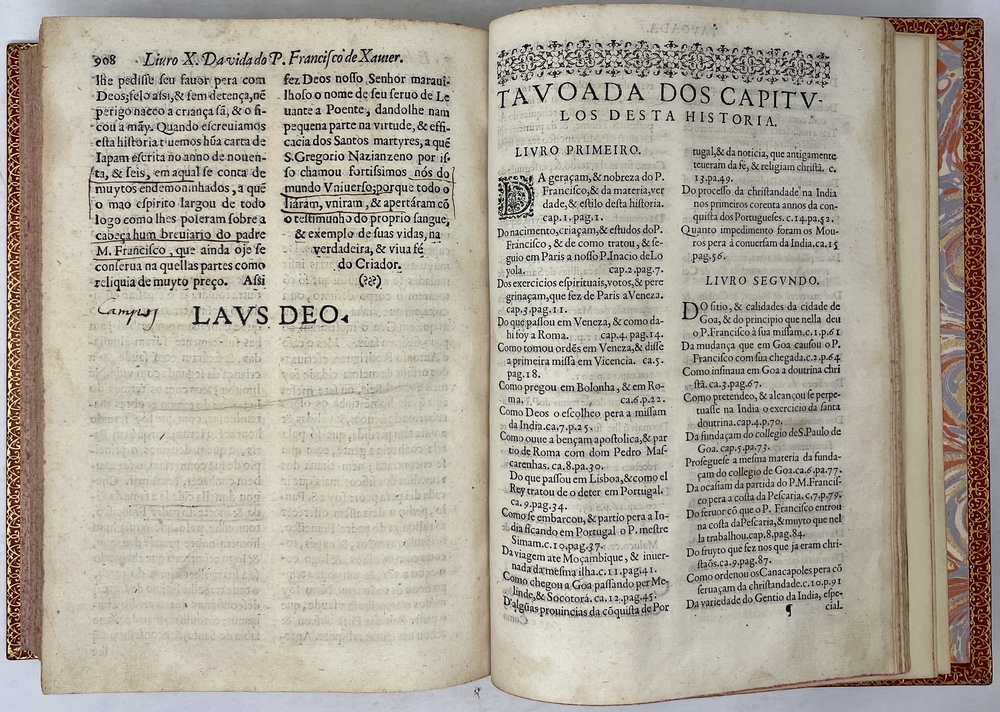 908 Liuro X. Da vida do P. Francisco de Xauier.
lhe pedisse seu fauor pera com
Deos; felo assi, & sem detença, nẽ
perigo naceo a criança sã, & o fi-
cou a mãy. Quando escreuiamos
esta historia tiuemos hũa carta de
Iapam escrita no anno de nouen-
ta, & seis, em aqual se conta de
muytos endemoninhados, a quẽ
o mao espirito largou de todo
logo como lhes poseram sobre a
cabeça hum breuiario do padre
M. Francisco, que ainda oje se
conserua naquellas partes como
reliquia de muyto preço. Assi
fez Deos nosso Senhor maraui-
lhoso o nome de seu seruo de Le
uante a Poente, dandolhe nam
pequena parte na virtude, & effi-
cacia dos Santos martyres, a quẽ
S. Gregorio Nazianzeno por is-
so chamou fortissimos nós do
mundo Vniuerso; porque todo o
liáram, vniram, & apertáram cõ
o testimunho do proprio sangue,
& exemplo de suas vidas, na
verdadeira, & viua fé
do Criador.
LAVS DEO.
TAVOADA DOS CAPITV-
LOS DESTA HISTORIA.
LIVRO PRIMEIRO.
DA geraçam, & nobreza do P.
Francisco, & da materia, ver
dade, & estilo desta historia.
cap.1.pag.1.
Do nacimento, criaçam, & estudos do P.
Francisco, & de como tratou, & se-
guio em Paris a nosso P. Inacio de Lo
yola. cap.2.pag.7.
Dos exercicios espirituais, votos, & pere
grinaçam, que fez de Paris a Veneza.
cap.3.pag.11.
Do que passou em Veneza, & como da-
hi foy a Roma. cap.4.pag.14.
Como tomou ordẽs em Veneza, & disse
a primeira missa em Vicencia. ca.5.
pag.18.
Como pregou em Bolonha, & em Ro-
ma. ca.6.p.22.
Como Deos o escolheo pera a missam
da India.ca.7.p.25.
Como ouue a bençam apostolica, & par
tio de Roma com dom Pedro Mas-
carenhas. ca.8.pa.30.
Do que passou em Lisboa, & como el
Rey tratou de o deter em Portugal.
ca.9.pag.34.
Como se embarcou, & partio pera a In-
dia ficando em Portugal o P. mestre
Simam.c.10.pag.37.
Da viagem ate Moçambique, & inuer-
nada da mesma ilha.c.11.pag.41.
Como chegou a Goa passando per Me-
linde, & Socotorá. ca.12.pag.45.
D'algũas prouincias da cõquista de Por
tugal, & da noticia, que antigamente
teueram da fé, & religiam christã. c.
13.pa.49.
Do processo da christandade na India
nos primeiros corenta annos da con-
quista dos Portugueses. c.14.pa.52.
Quanto impedimento foram os Mou-
ros pera á conuersam da India.ca.15
pag.56.
LIVRO SEGVNDO.
DO sitio, & calidades da cidade de
Goa, & do principio que nella deu
o P. Francisco à sua missam.c.1.p.61
Da mudança que em Goa causou o P.
Francisco com sua chegada.c.2.p.64
Como insinaua em Goa a doutrina chri
stã. ca.3.pag.67.
Como pretendeo, & alcançou se perpe-
tuasse na India o exercicio da santa
doutrina.cap.4.p.70.
Da fundaçam do collegio de S. Paulo de
Goa. cap.5.pa.73.
Proseguese a mesma materia da funda-
çam do collegio de Goa.ca.6.pa.77.
Da ocasiam da partida do P.M. Francis-
co pera a costa da Pescaria. c.7.p.79.
Do feruor cõ que o P. Francisco entrou
na costa da Pescaria, & muyto que nel
la trabalhou.cap.8.pag.84.
Do fruyto que fez nos que ja eram chri-
stãos.ca.9.pag.87.
Como ordenou os Canacapoles pera cõ
seruaçam da christandade.c.10.p.91
Da variedade do Gentio da India, espe-
¶ cial.